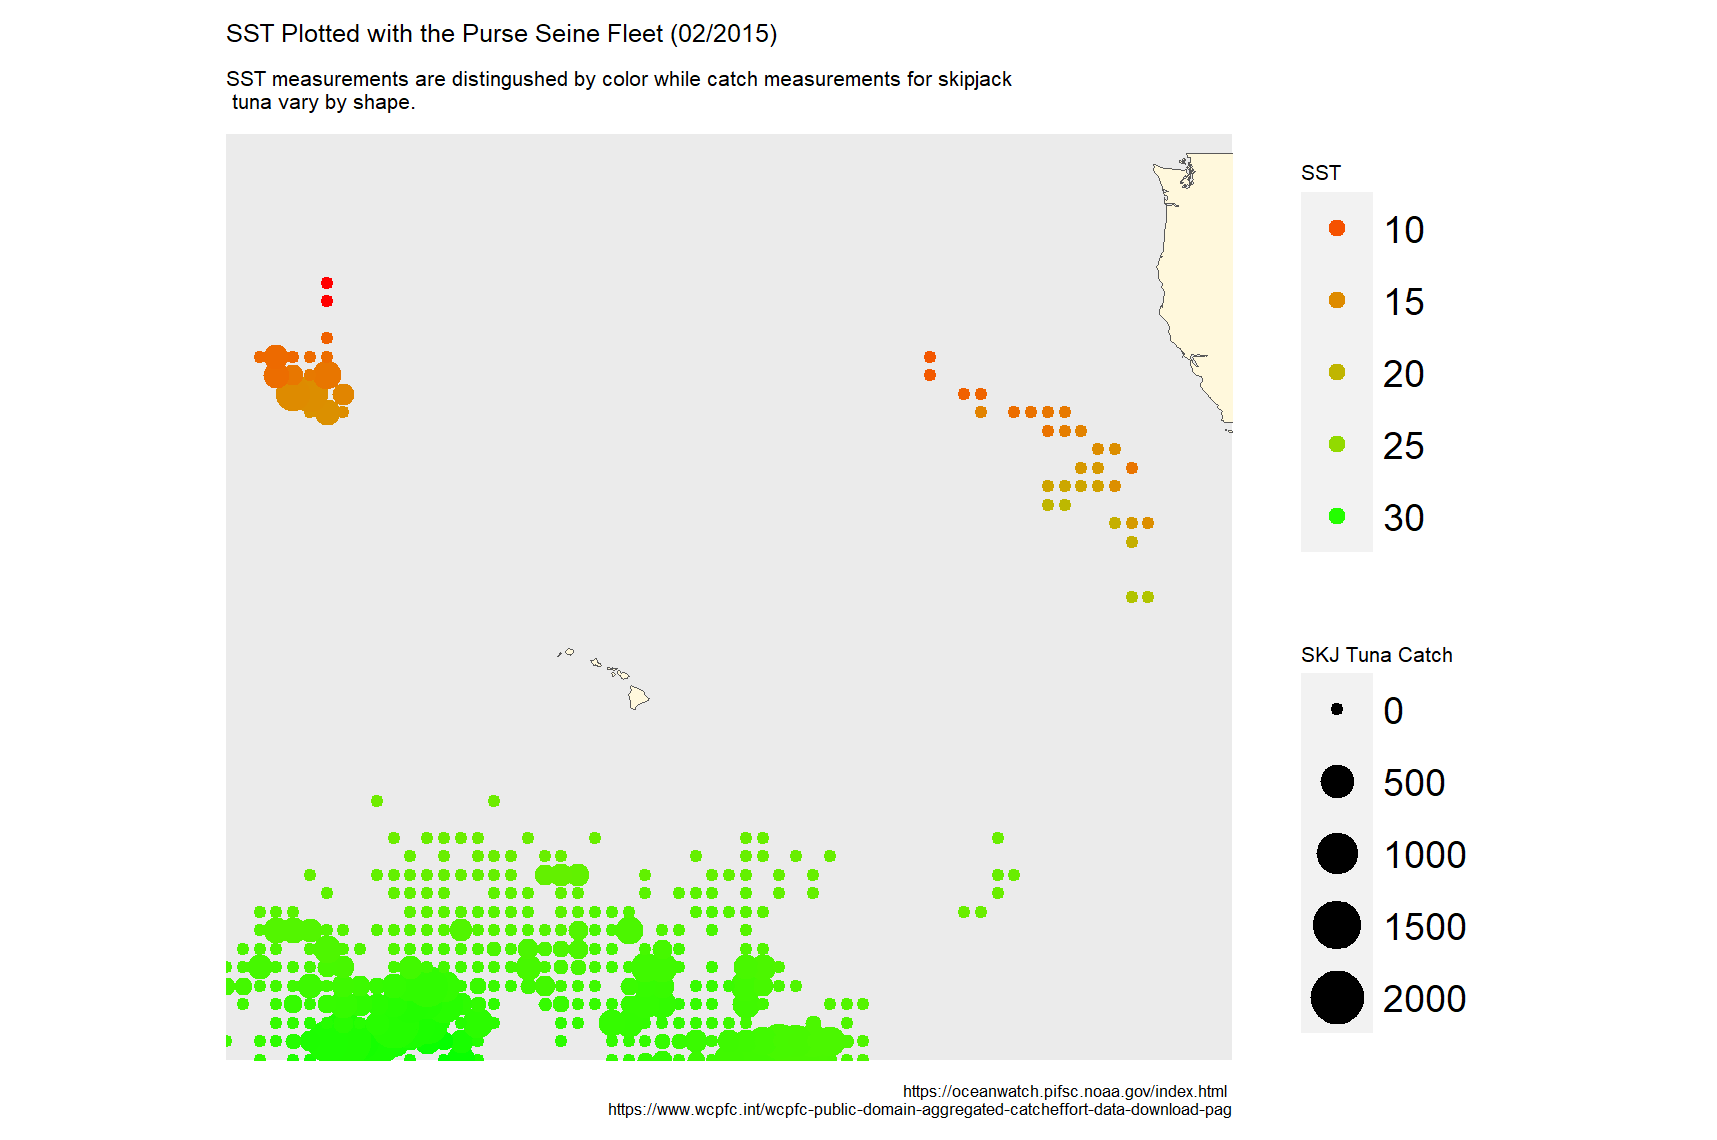 SST Plotted with the Purse Seine Fleet (02/2015)
SST measurements are distingushed by color while catch measurements for skipjack
tuna vary by shape.
SST
10
15
20
25
30
SKJ Tuna Catch
0
500
1000
1500
2000
https://oceanwatch.pifsc.noaa.gov/index.html
https://www.wcpfc.int/wcpfc-public-domain-aggregated-catcheffort-data-download-pag